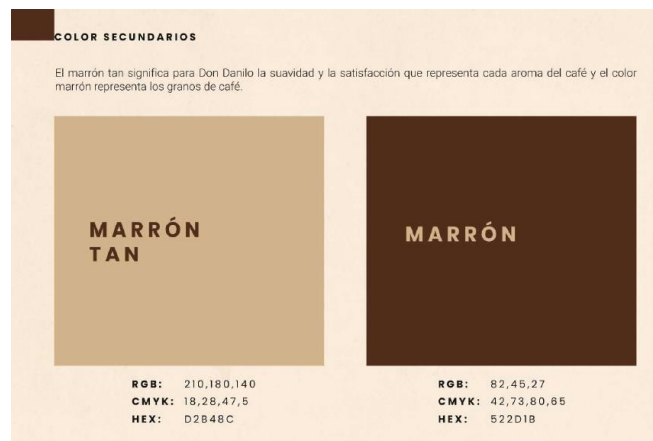 COLOR SECUNDARIOS
El marrón tan significa para Don Danilo la suavidad y la satisfacción que representa cada aroma del café y el color
marrón representa los granos de café.
MARRÓN
TAN
MARRÓN
RGB: 210,180,140
CMYK: 18,28,47,5
HEX: D2B48C
RGB: 82,45,27
CMYK: 42,73,80,65
HEX: 522D1B